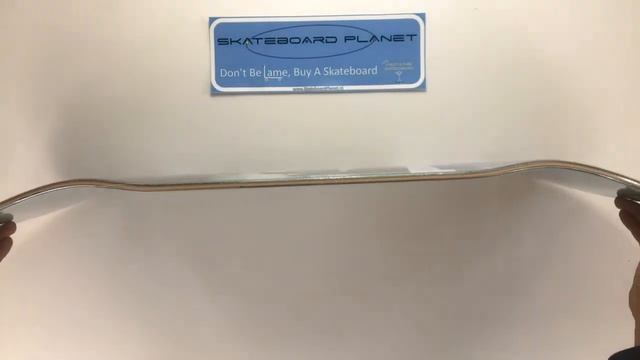 SKATEBOARD PLANET
Don't Be Lame, Buy A Skateboard